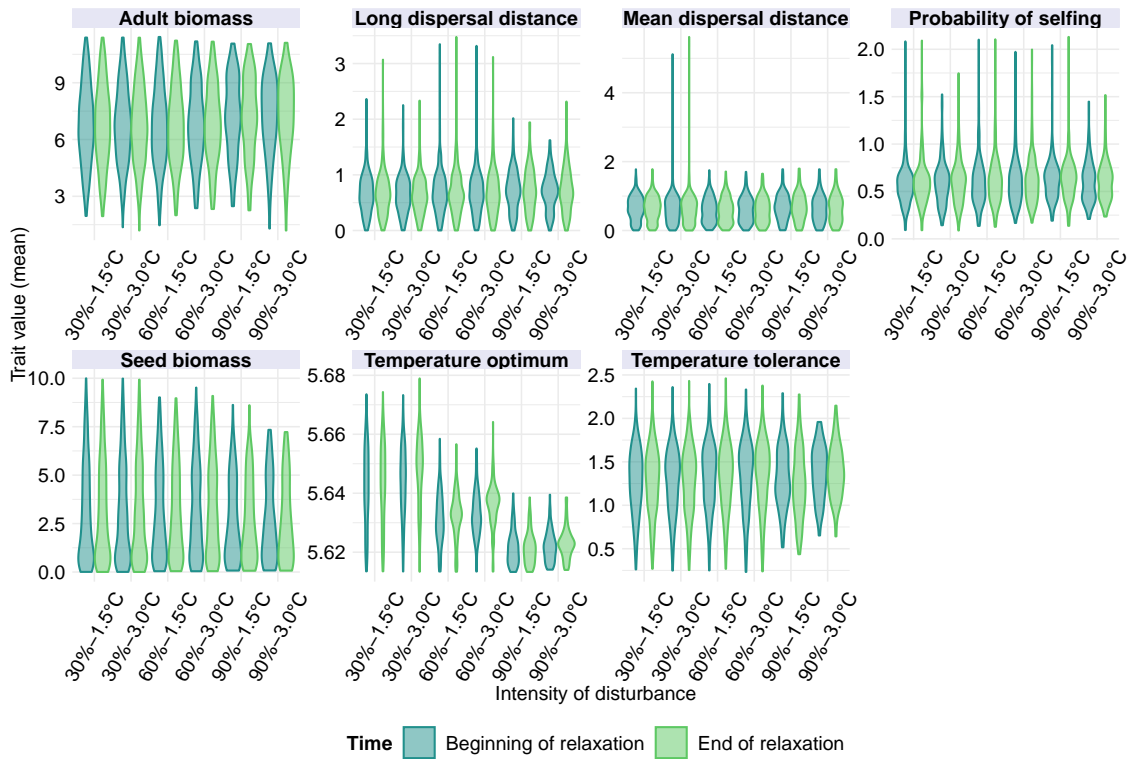 Adult biomass
Long dispersal distance
Mean dispersal distance
Probability of selfing
9
6
3
3
2
1
0
4
2
0
2.0
1.5
1.0
0.5
0.0
30%−1.5°C
30%−3.0°C
60%−1.5°C
60%−3.0°C
90%−1.5°C
90%−3.0°C
30%−1.5°C
30%−3.0°C
60%−1.5°C
60%−3.0°C
90%−1.5°C
90%−3.0°C
30%−1.5°C
30%−3.0°C
60%−1.5°C
60%−3.0°C
90%−1.5°C
90%−3.0°C
30%−1.5°C
30%−3.0°C
60%−1.5°C
60%−3.0°C
90%−1.5°C
90%−3.0°C
Trait value (mean)
Seed biomass
Temperature optimum
Temperature tolerance
10.0
7.5
5.0
2.5
0.0
5.68
5.66
5.64
5.62
2.5
2.0
1.5
1.0
0.5
30%−1.5°C
30%−3.0°C
60%−1.5°C
60%−3.0°C
90%−1.5°C
90%−3.0°C
30%−1.5°C
30%−3.0°C
60%−1.5°C
60%−3.0°C
90%−1.5°C
90%−3.0°C
30%−1.5°C
30%−3.0°C
60%−1.5°C
60%−3.0°C
90%−1.5°C
90%−3.0°C
Intensity of disturbance
Time Beginning of relaxation End of relaxation